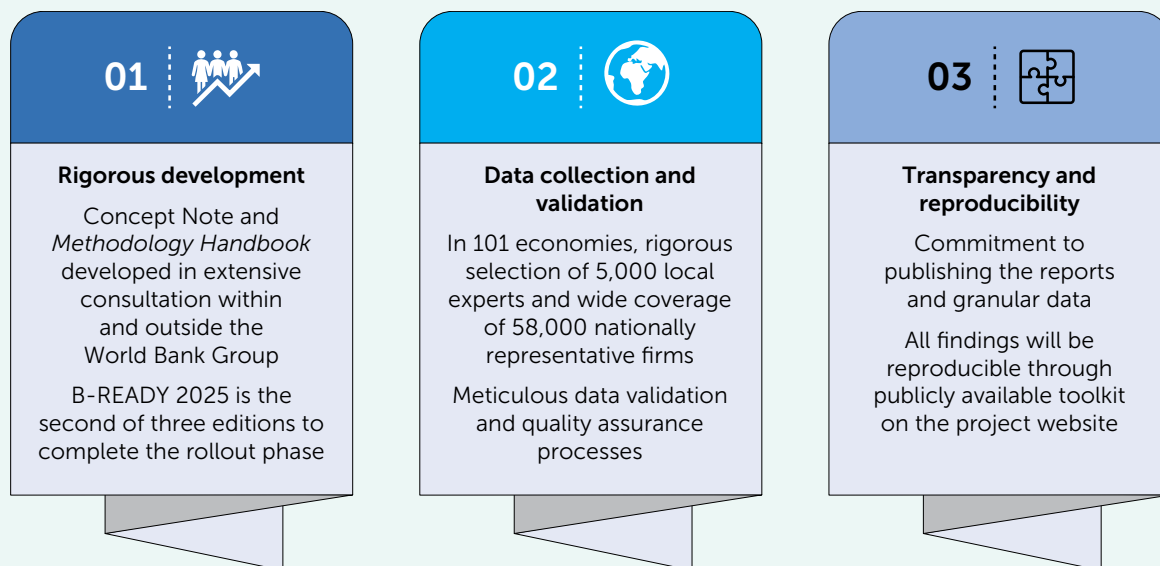 01
Rigorous development
Concept Note and
Methodology Handbook
developed in extensive
consultation within
and outside the
World Bank Group
B-READY 2025 is the
second of three editions to
complete the rollout phase
02
Data collection and
validation
In 101 economies, rigorous
selection of 5,000 local
experts and wide coverage
of 58,000 nationally
representative firms
Meticulous data validation
and quality assurance
processes
03
Transparency and
reproducibility
Commitment to
publishing the reports
and granular data
All findings will be
reproducible through
publicly available toolkit
on the project website